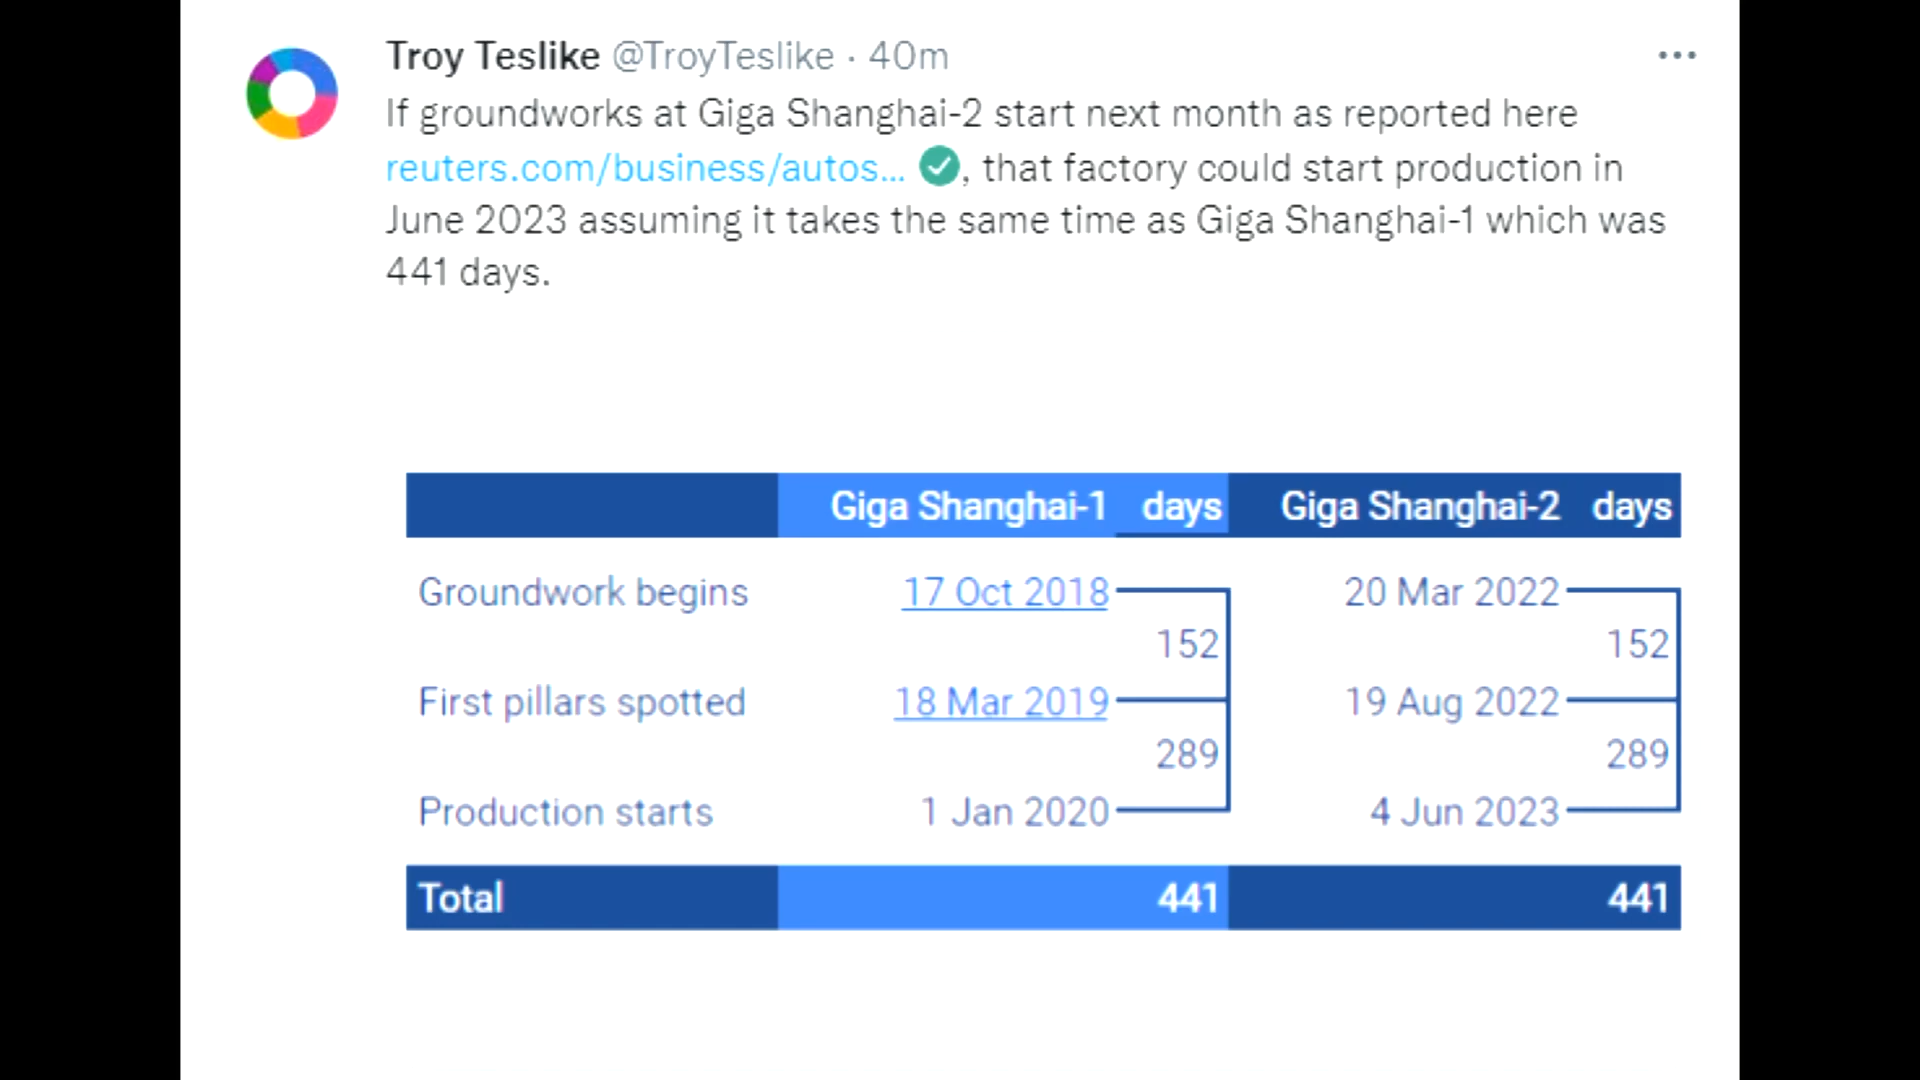 Troy Teslike @TroyTeslike · 40m
If groundworks at Giga Shanghai-2 start next month as reported here
reuters.com/business/autos... , that factory could start production in
June 2023 assuming it takes the same time as Giga Shanghai-1 which was
441 days.
Giga Shanghai-1 days Giga Shanghai-2 days
Groundwork begins 17 Oct 2018 20 Mar 2022
152 152
First pillars spotted 18 Mar 2019 19 Aug 2022
289 289
Production starts 1 Jan 2020 4 Jun 2023
Total 441 441